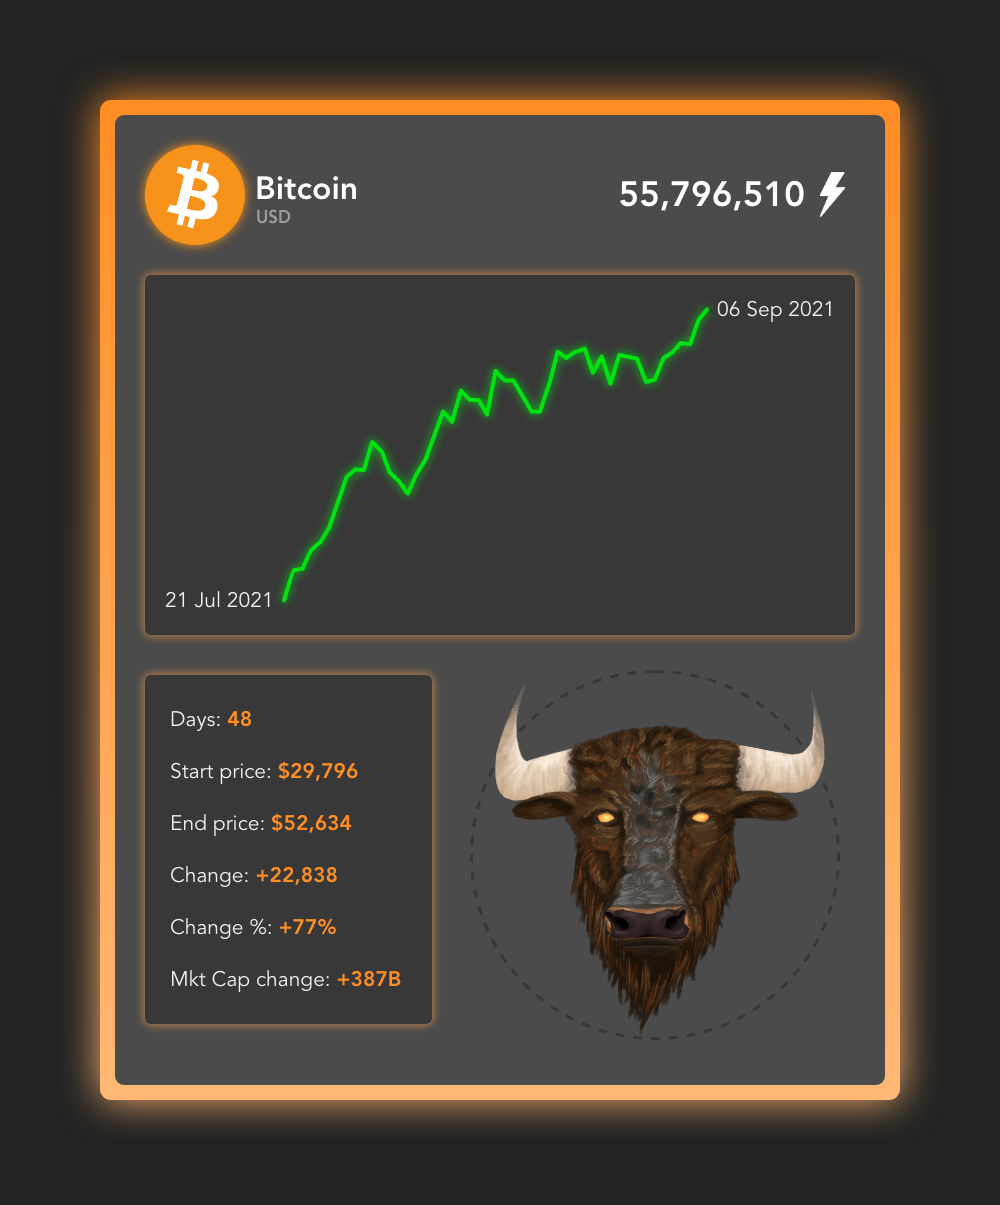 Bitcoin
USD
55,796,510
06 Sep 2021
21 Jul 2021
Days: 48
Start price: $29,796
End price: $52,634
Change: +22,838
Change %: +77%
Mkt Cap change: +387B